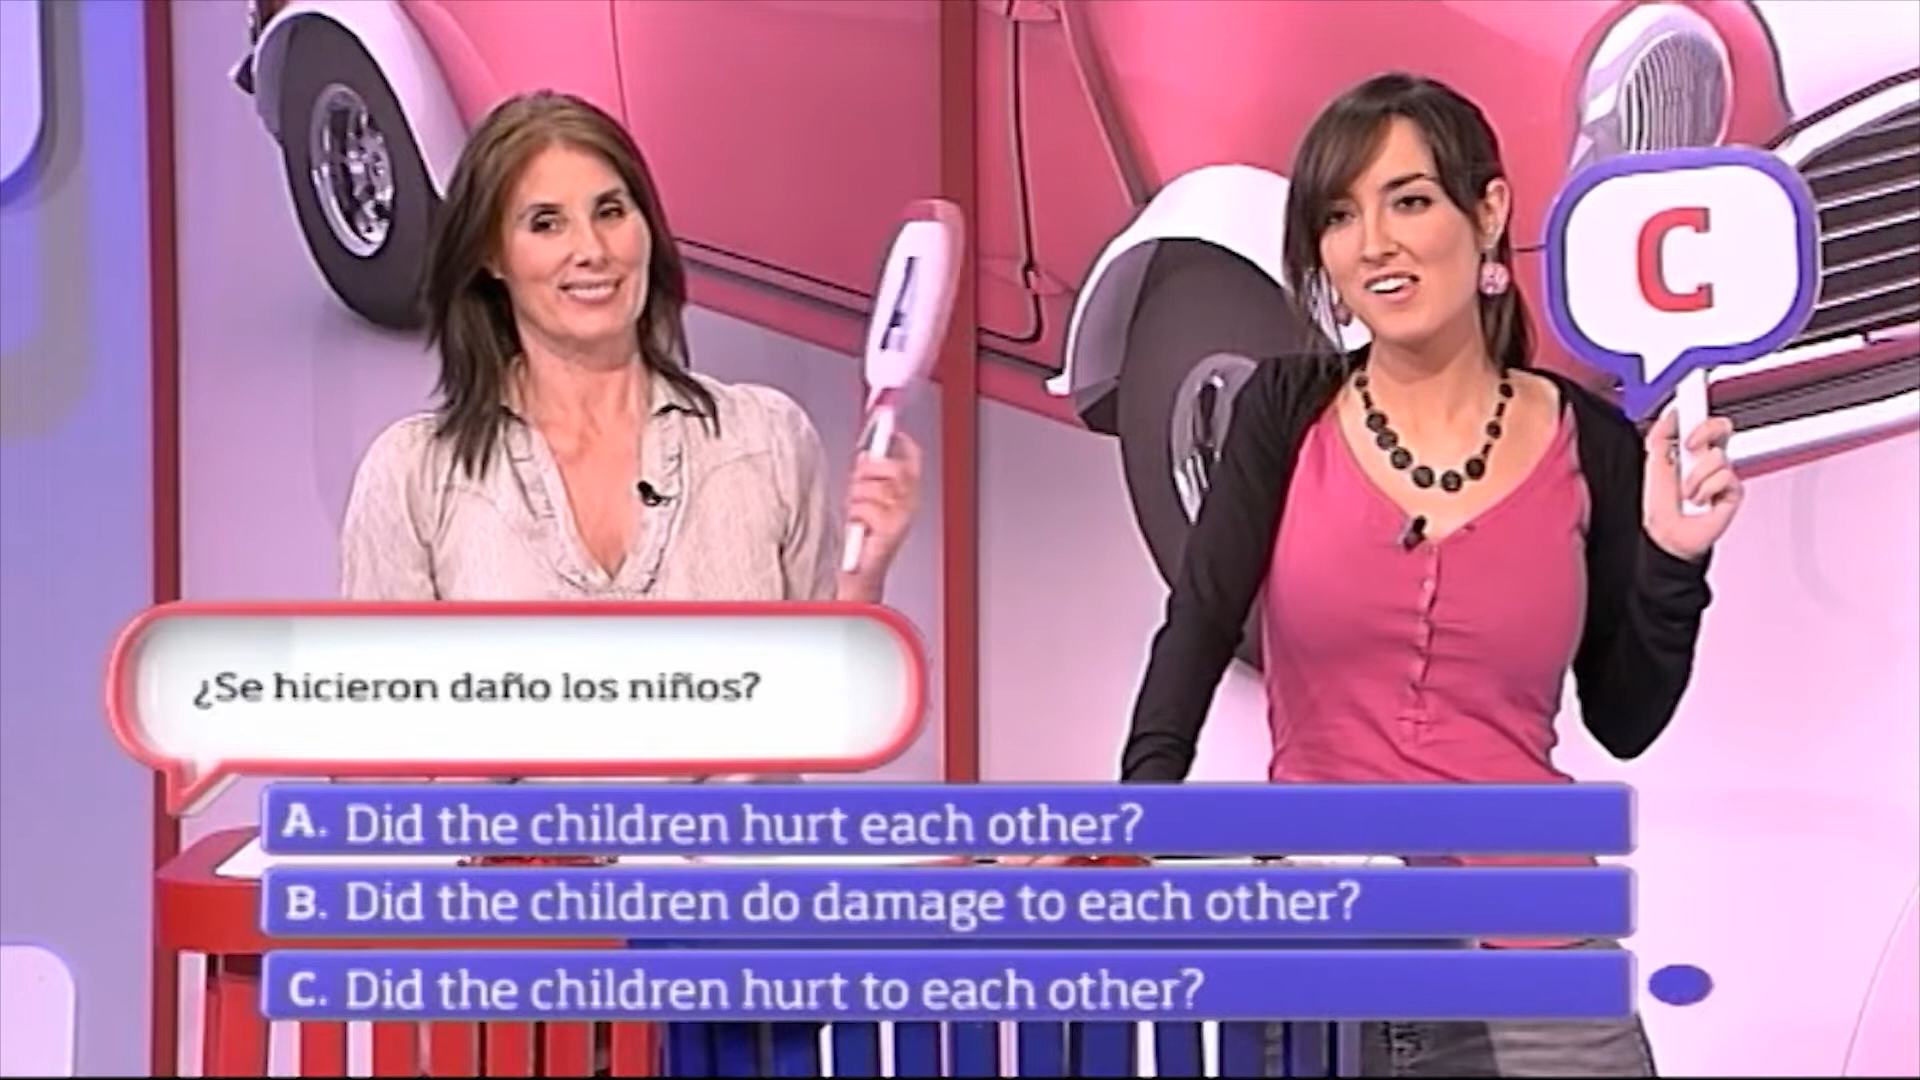 C
¿Se hicieron daño los niños?
A. Did the children hurt each other?
B. Did the children do damage to each other?
C. Did the children hurt to each other?